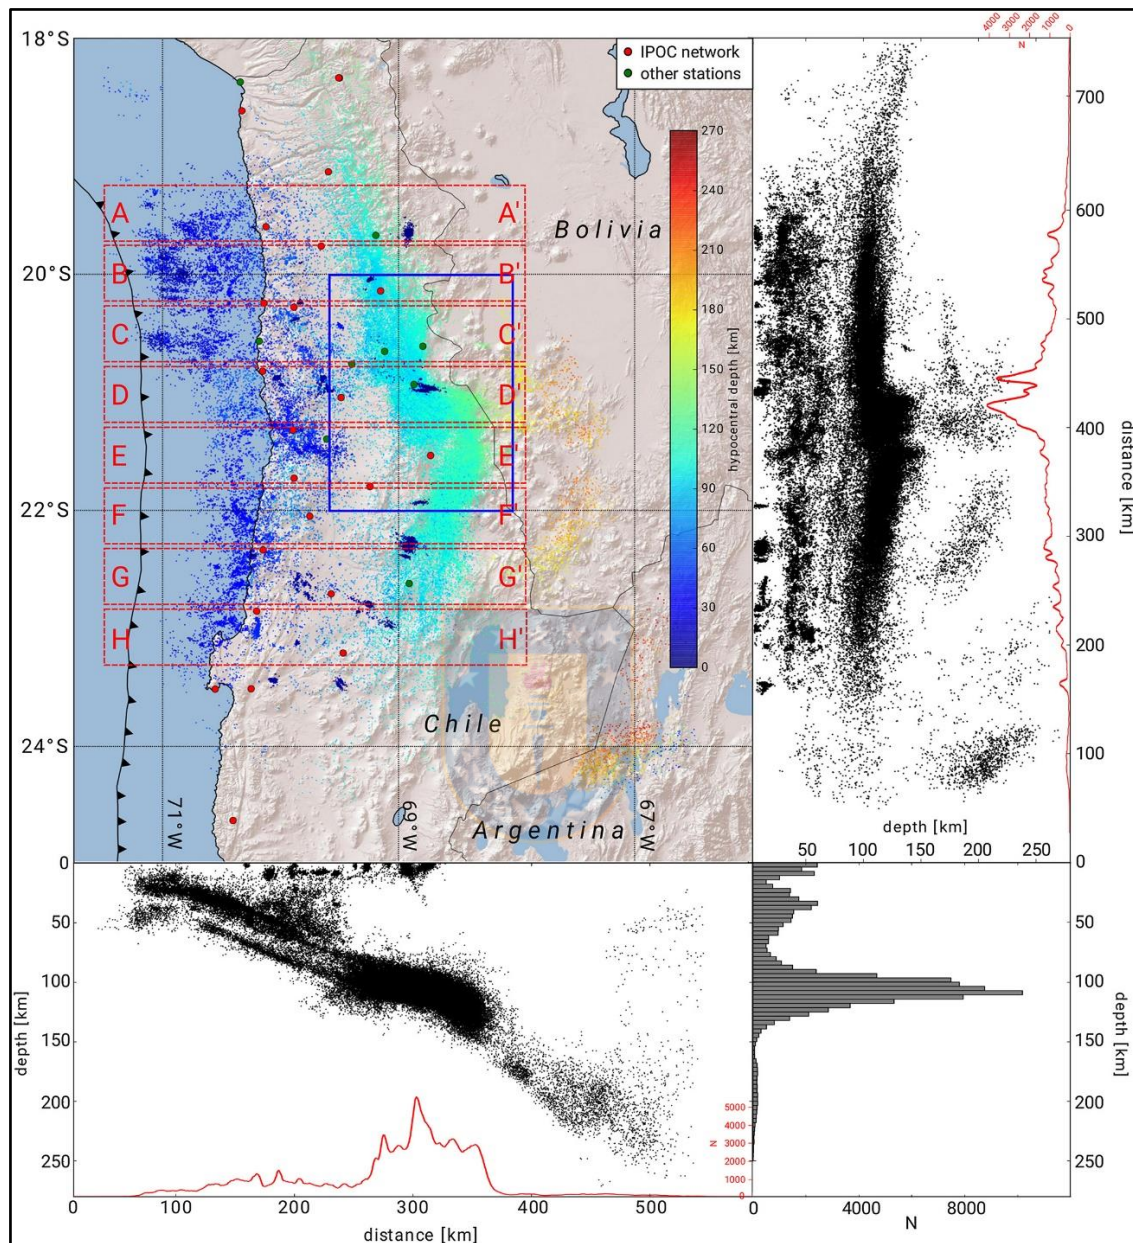 4000
3000
2000
1000
0
N
18°S
IPOC network
other stations
270
240
210
180
150
120
90
60
30
0
hypocentral depth [km]
700
600
500
400
300
200
100
distance [km]
A A'
Bolivia
20°S
B B'
C C'
D D'
E E'
22°S
F F'
G G'
H H'
Chile
24°S
71°W
69°W
67°W
Argentina
depth [km]
50 100 150 200 250
0
50
100
150
200
250
depth [km]
5000
4000
3000
2000
1000
0
N
0 100 200 300 400 500
distance [km]
0
50
100
150
200
250
depth [km]
0 4000 8000
N